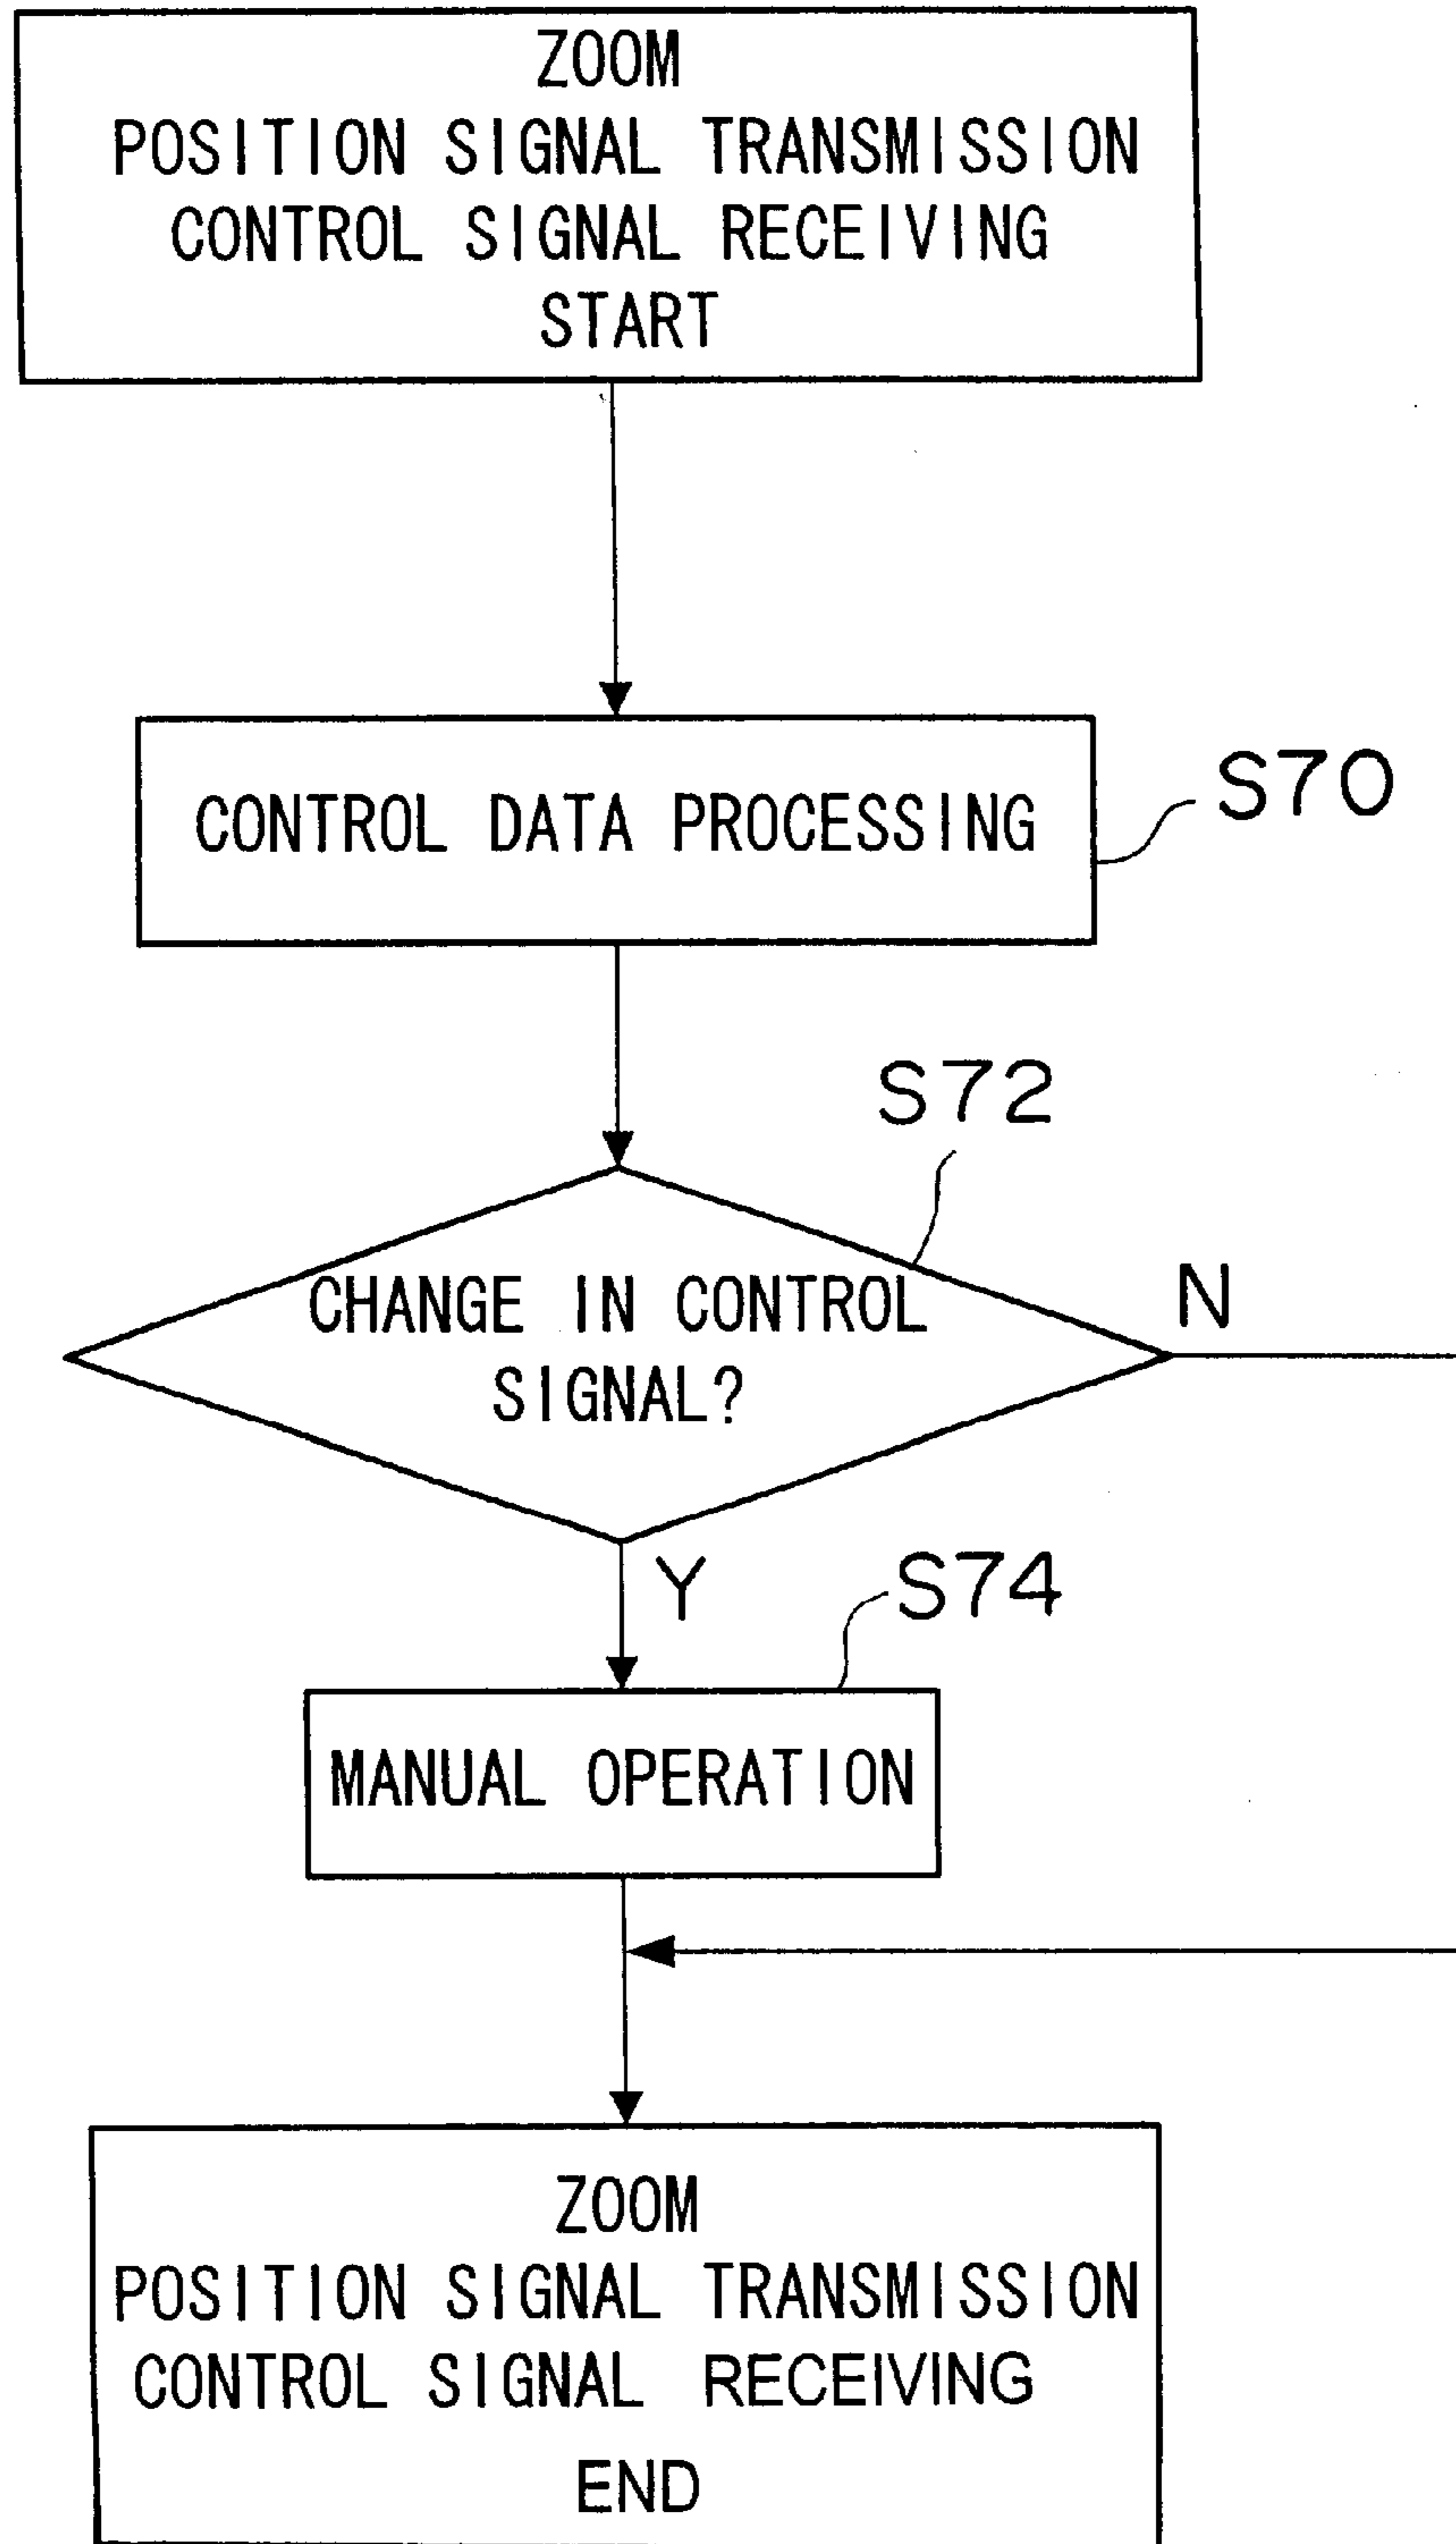 ZOOM
POSITION SIGNAL TRANSMISSION
CONTROL SIGNAL RECEIVING
START
CONTROL DATA PROCESSING
S70
S72
CHANGE IN CONTROL
SIGNAL?
N
Y
S74
MANUAL OPERATION
ZOOM
POSITION SIGNAL TRANSMISSION
CONTROL SIGNAL RECEIVING
END